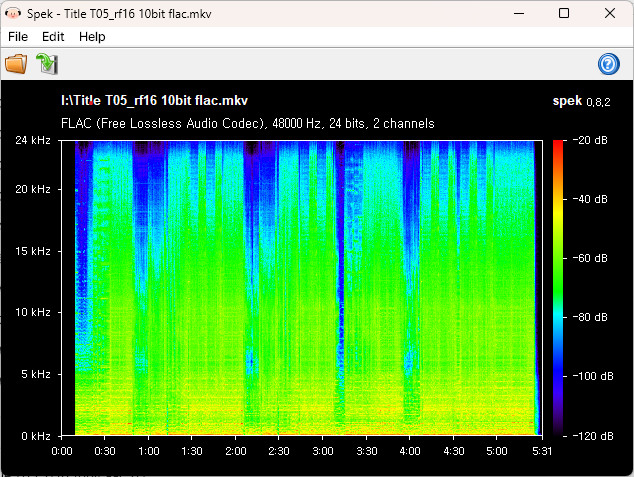 Spek - Title T05_rf16 10bit flac.mkv
File Edit Help
I:\Title T05_rf16 10bit flac.mkv
spek 0.8.2
FLAC (Free Lossless Audio Codec), 48000 Hz, 24 bits, 2 channels
24 kHz
20 kHz
15 kHz
10 kHz
5 kHz
0 kHz
-20 dB
-40 dB
-60 dB
-80 dB
-100 dB
-120 dB
0:00 0:30 1:00 1:30 2:00 2:30 3:00 3:30 4:00 4:30 5:00 5:31